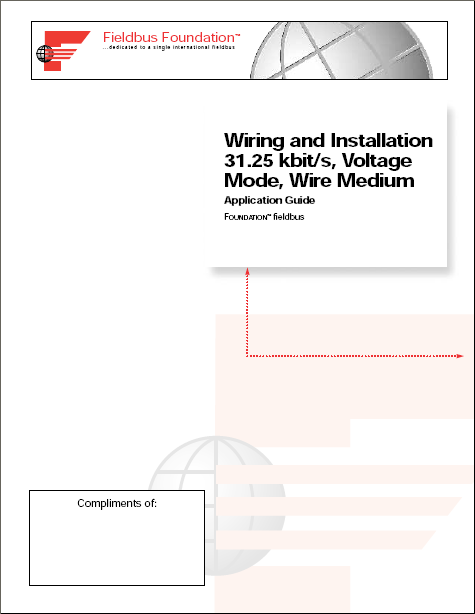 Fieldbus Foundation™
...dedicated to a single international fieldbus
Wiring and Installation
31.25 kbit/s, Voltage
Mode, Wire Medium
Application Guide
FOUNDATION™ fieldbus
Compliments of: